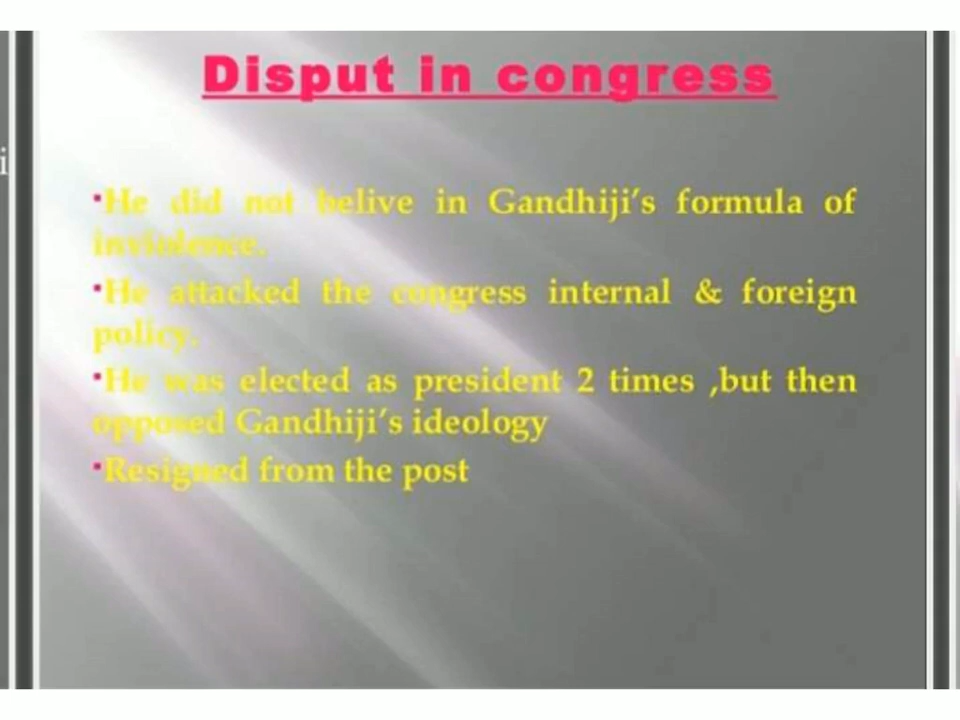 Disput in congress
i
He did not belive in Gandhiji's formula of
inviolence.
He attacked the congress internal & foreign
policy.
He was elected as president 2 times ,but then
opposed Gandhiji's ideology
Resigned from the post